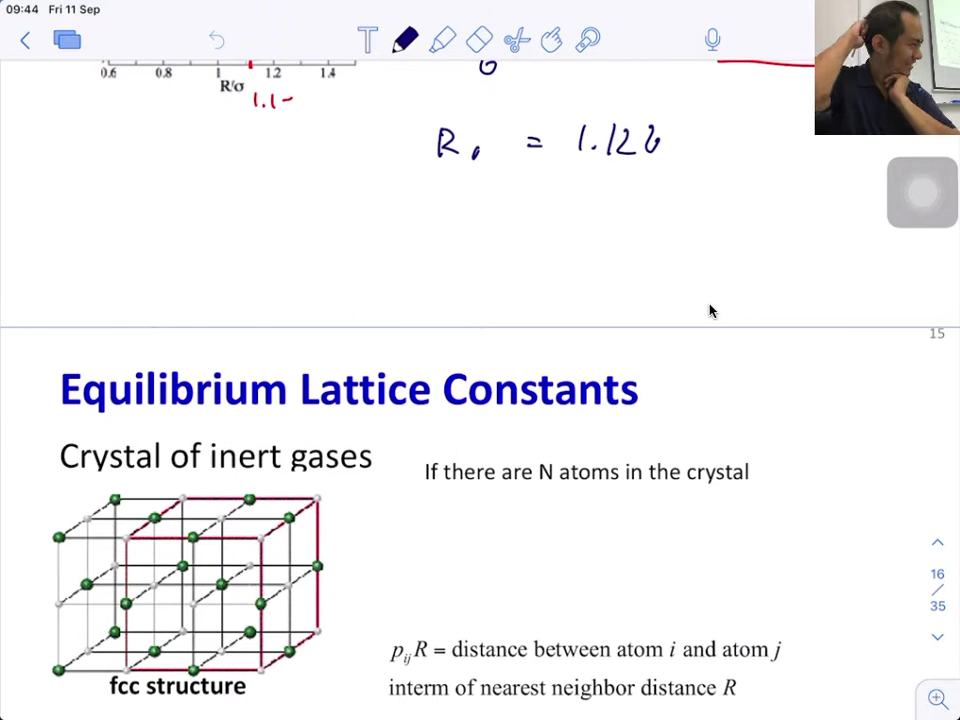 09:44 Fri 11 Sep
T
0.6 0.8 1 1.2 1.4
R/σ
1.1-
R₀ = 1.12σ
15
Equilibrium Lattice Constants
Crystal of inert gases
If there are N atoms in the crystal
16
/
35
pᵢⱼR = distance between atom i and atom j
interm of nearest neighbor distance R
fcc structure